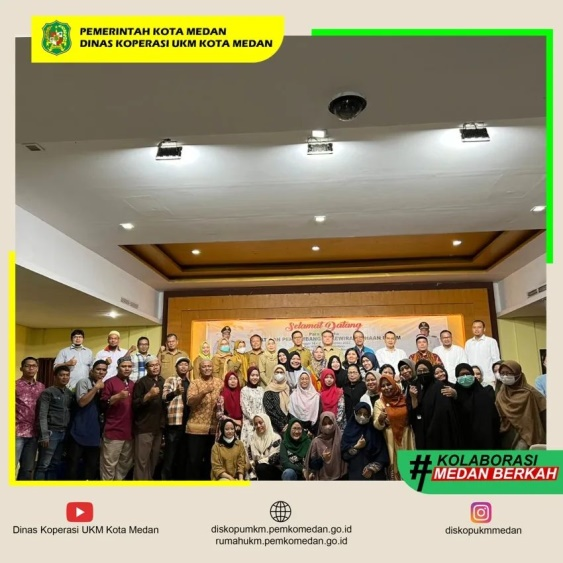 PEMERINTAH KOTA MEDAN
DINAS KOPERASI UKM KOTA MEDAN
Selamat Datang
#KOLABORASI
MEDAN BERKAH
Dinas Koperasi UKM Kota Medan
diskopumkm.pemkomedan.go.id
rumahukm.pemkomedan.go.id
diskopukmmedan